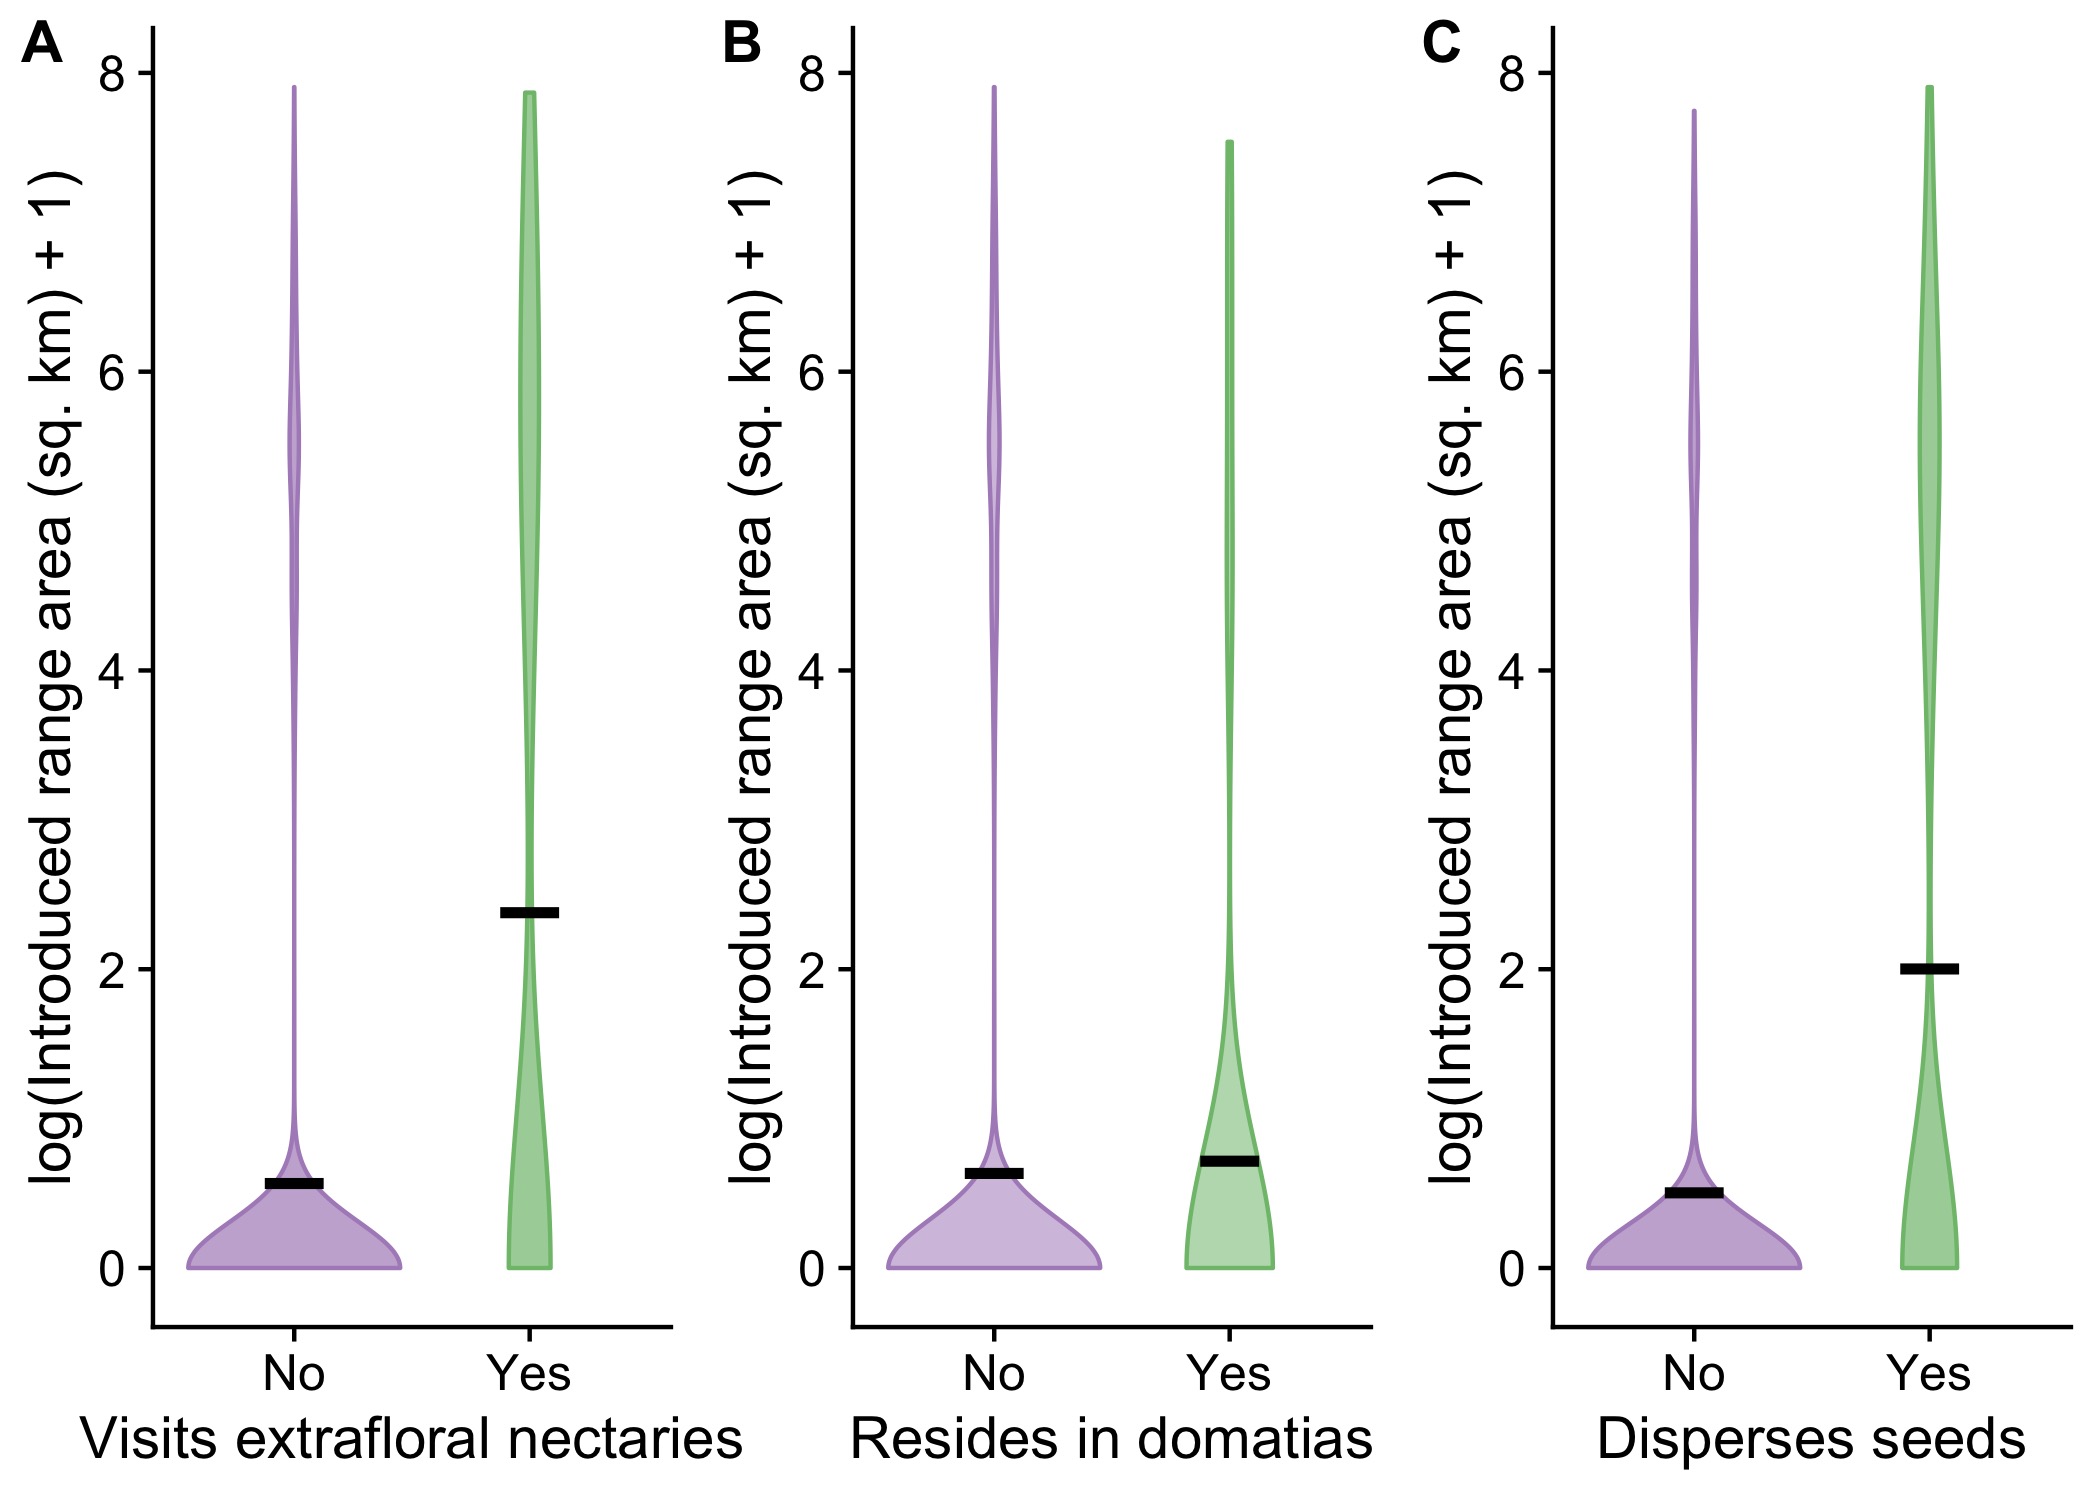 A
log(Introduced range area (sq. km) + 1)
8
6
4
2
0
No Yes
Visits extrafloral nectaries
B
log(Introduced range area (sq. km) + 1)
8
6
4
2
0
No Yes
Resides in domatias
C
log(Introduced range area (sq. km) + 1)
8
6
4
2
0
No Yes
Disperses seeds